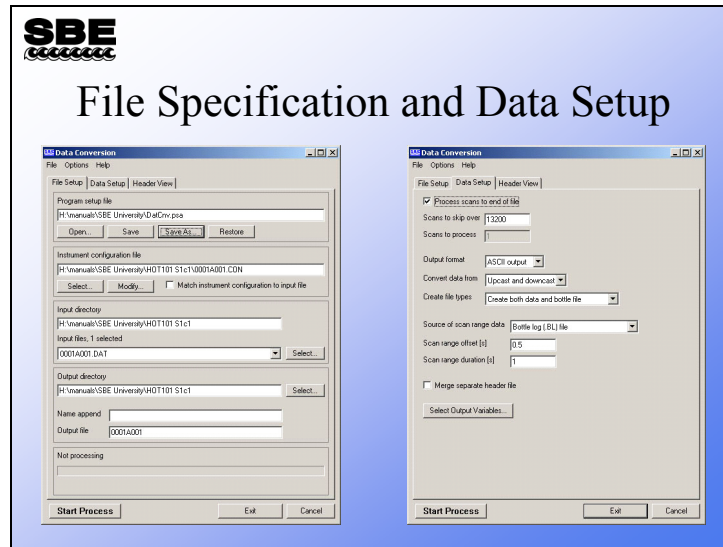 SBE
File Specification and Data Setup
Data Conversion
File Options Help
File Setup Data Setup Header View
Program setup file
H:\manuals\SBE University\DatCnv.psa
Open... Save Save As... Restore
Instrument configuration file
H:\manuals\SBE University\HOT101 S1c1\0001A001.CON
Select... Modify... Match instrument configuration to input file
Input directory
H:\manuals\SBE University\HOT101 S1c1
Input files, 1 selected
0001A001.DAT Select...
Output directory
H:\manuals\SBE University\HOT101 S1c1 Select...
Name append
Output file 0001A001
Not processing
Start Process Exit Cancel
Data Conversion
File Options Help
File Setup Data Setup Header View
Process scans to end of file
Scans to skip over 13200
Scans to process 1
Output format ASCII output
Convert data from Upcast and downcast
Create file types Create both data and bottle file
Source of scan range data Bottle log (.BL) file
Scan range offset [s] 0.5
Scan range duration [s] 1
Merge separate header file
Select Output Variables...
Start Process Exit Cancel